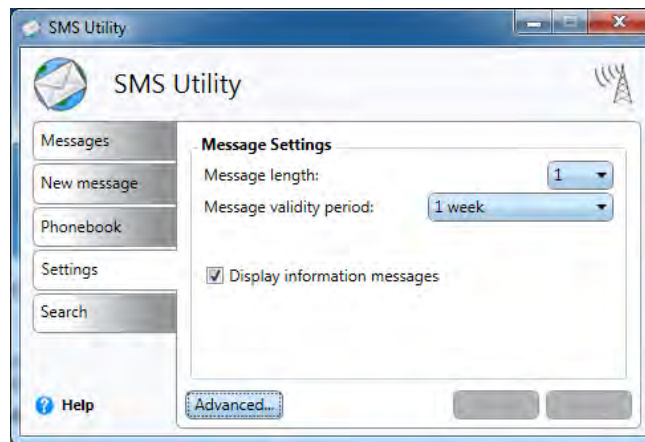 SMS Utility
SMS Utility
Messages
New message
Phonebook
Settings
Search
Help
Message Settings
Message length: 1
Message validity period: 1 week
Display information messages
Advanced...